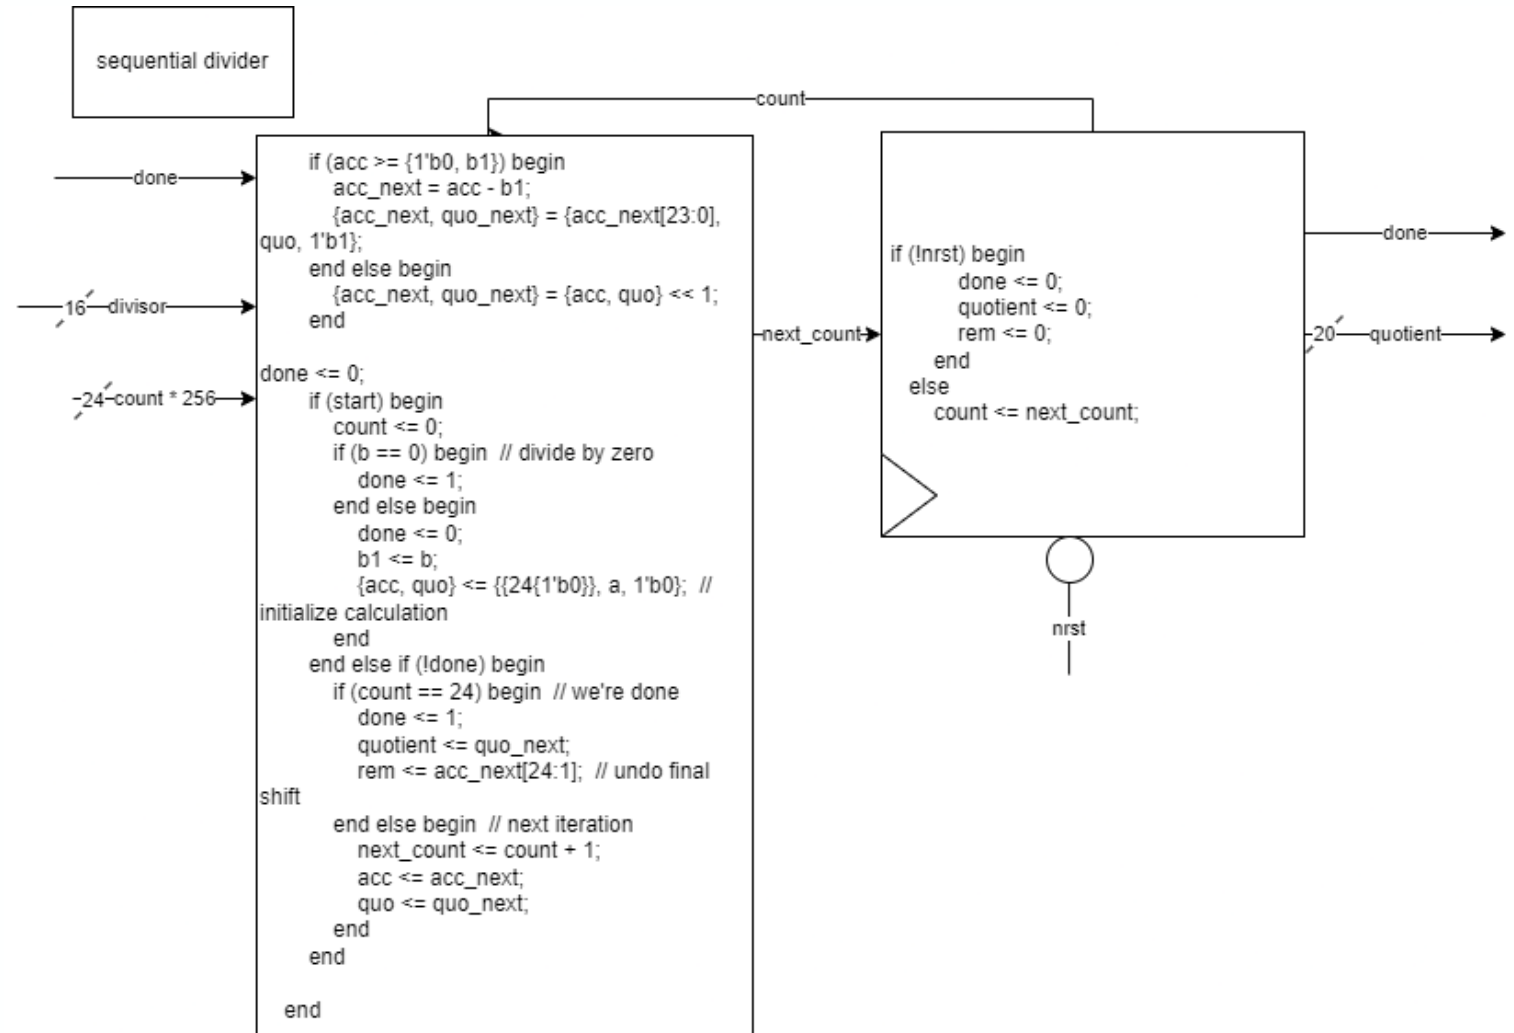 sequential divider
count
done
16 divisor
24 count * 256
if (acc >= {1'b0, b1}) begin
acc_next = acc - b1;
{acc_next, quo_next} = {acc_next[23:0],
quo, 1'b1};
end else begin
{acc_next, quo_next} = {acc, quo} << 1;
end
done <= 0;
if (start) begin
count <= 0;
if (b == 0) begin // divide by zero
done <= 1;
end else begin
done <= 0;
b1 <= b;
{acc, quo} <= {{24{1'b0}}, a, 1'b0}; //
initialize calculation
end
end else if (!done) begin
if (count == 24) begin // we're done
done <= 1;
quotient <= quo_next;
rem <= acc_next[24:1]; // undo final
shift
end else begin // next iteration
next_count <= count + 1;
acc <= acc_next;
quo <= quo_next;
end
end
end
next_count
if (!nrst) begin
done <= 0;
quotient <= 0;
rem <= 0;
end
else
count <= next_count;
done
20 quotient
nrst